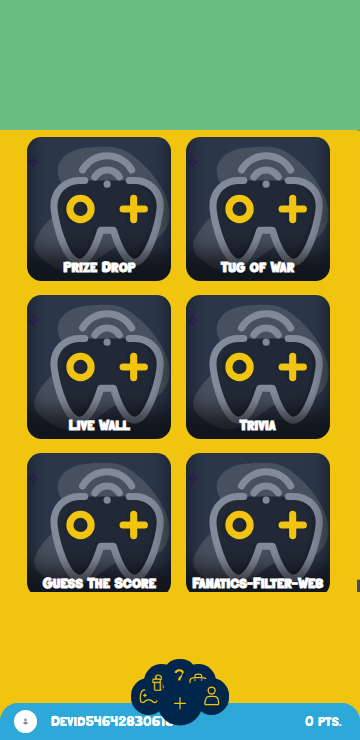 Prize Drop
Tug of War
Live Wall
Trivia
Guess The Score
Fanatics-Filter-Web
0 pts.